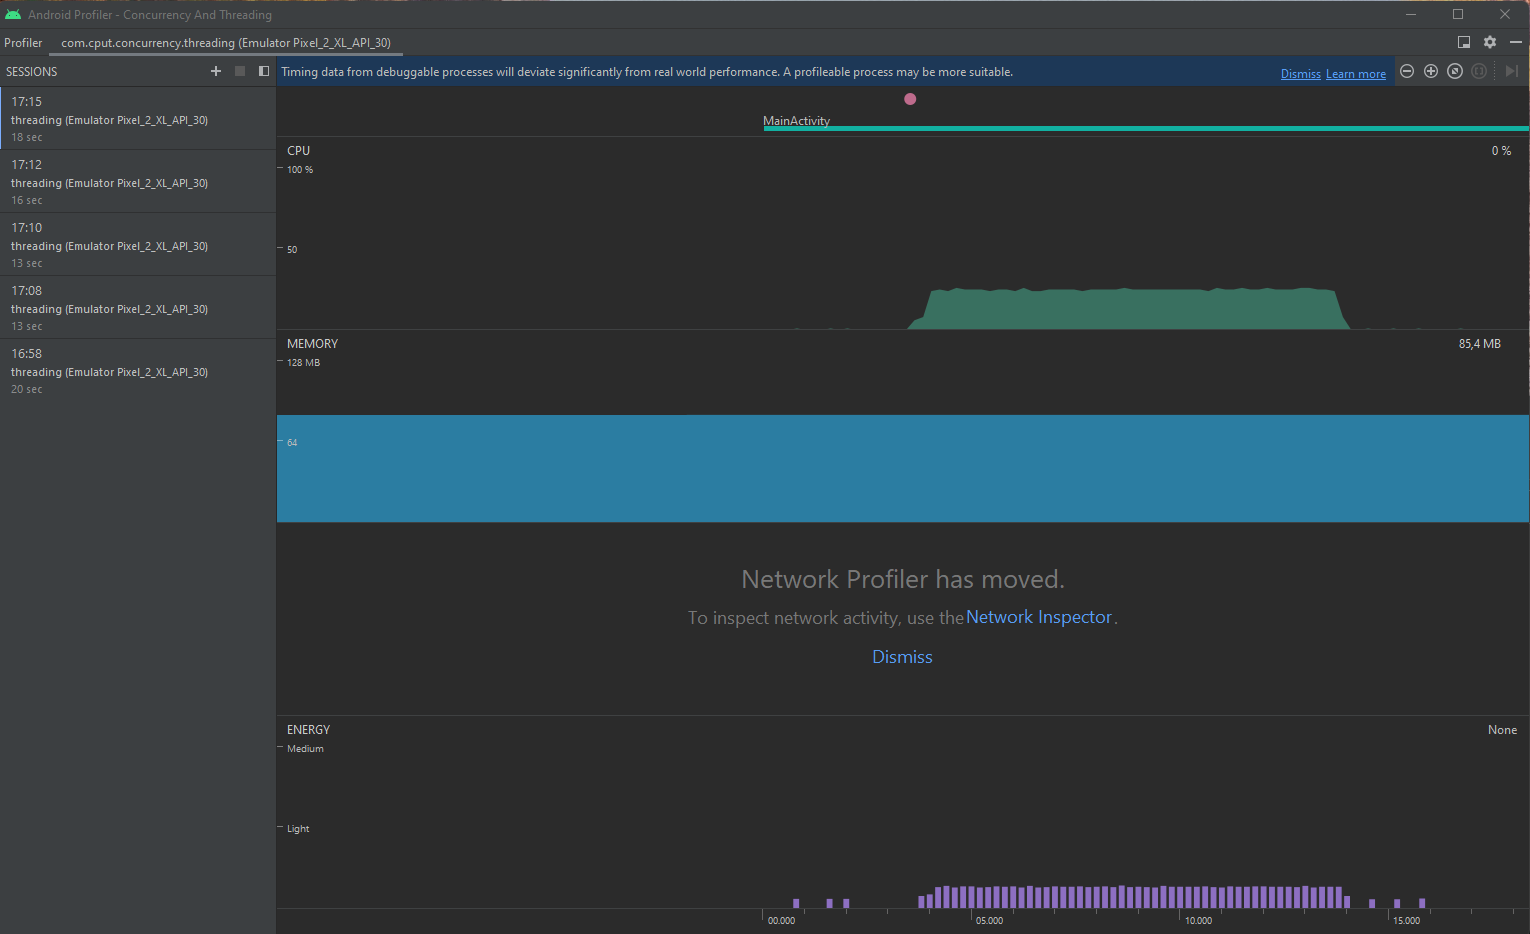 Android Profiler - Concurrency And Threading
Profiler com.cput.concurrency.threading (Emulator Pixel_2_XL_API_30)
SESSIONS
Timing data from debuggable processes will deviate significantly from real world performance. A profileable process may be more suitable. Dismiss Learn more
17:15
threading (Emulator Pixel_2_XL_API_30)
18 sec
17:12
threading (Emulator Pixel_2_XL_API_30)
16 sec
17:10
threading (Emulator Pixel_2_XL_API_30)
13 sec
17:08
threading (Emulator Pixel_2_XL_API_30)
13 sec
16:58
threading (Emulator Pixel_2_XL_API_30)
20 sec
MainActivity
CPU 0 %
100 %
50
MEMORY 85,4 MB
128 MB
64
Network Profiler has moved.
To inspect network activity, use the Network Inspector.
Dismiss
ENERGY None
Medium
Light
00.000 05.000 10.000 15.000